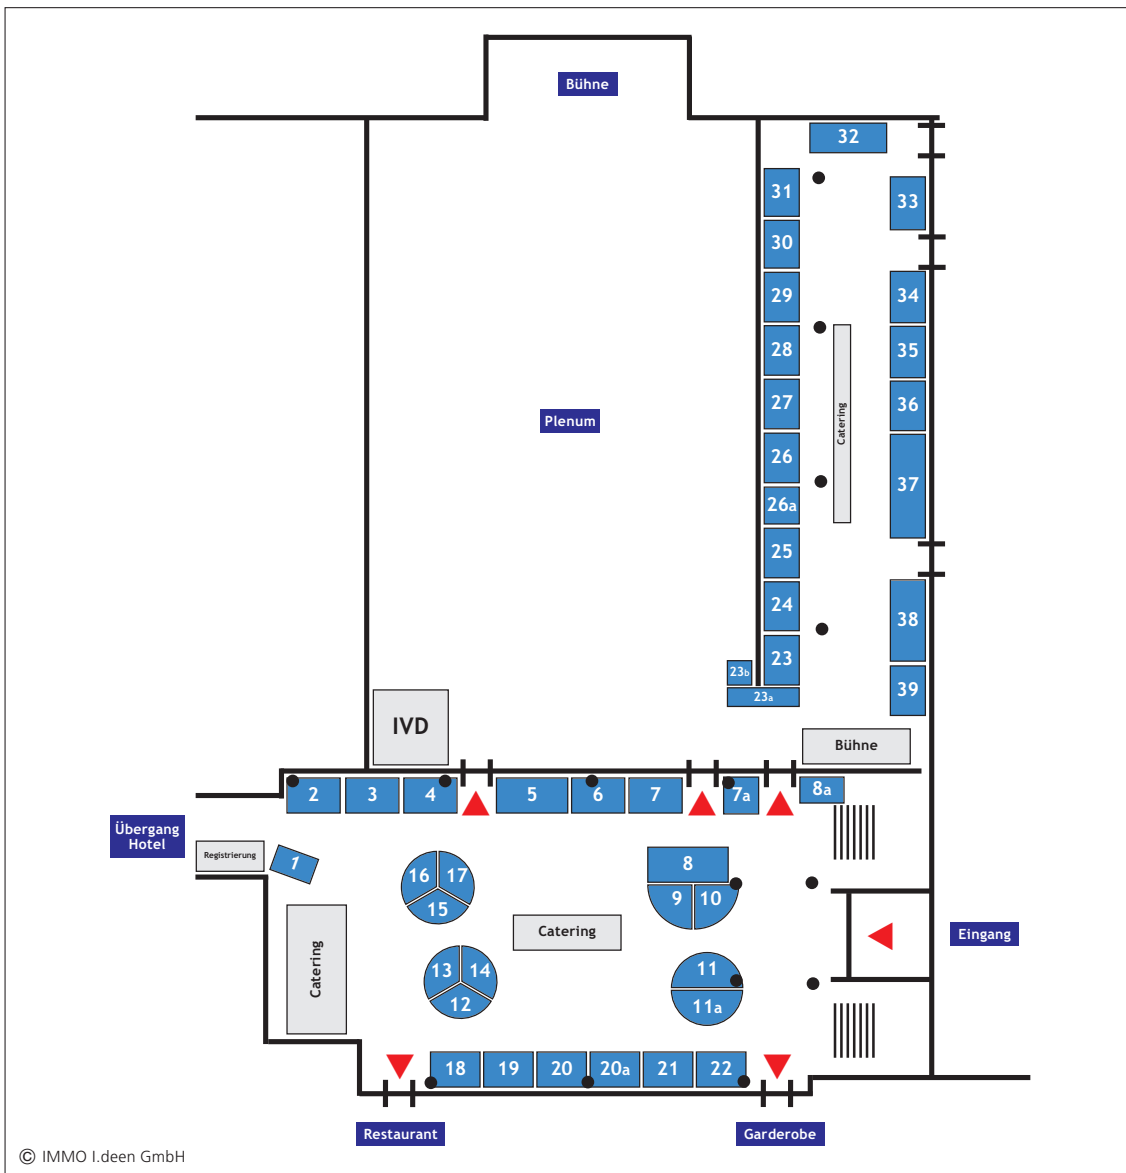 Bühne
32
31
33
30
29
34
28
35
27
36
Plenum
Catering
26
37
26a
25
24
38
23
23b
39
23a
IVD
Bühne
2
3
4
5
6
7
7a
8a
Übergang
Hotel
Registrierung
1
16
17
15
8
9
10
Catering
Eingang
Catering
13
14
12
11
11a
18
19
20
20a
21
22
Restaurant
Garderobe
© IMMO I.deen GmbH